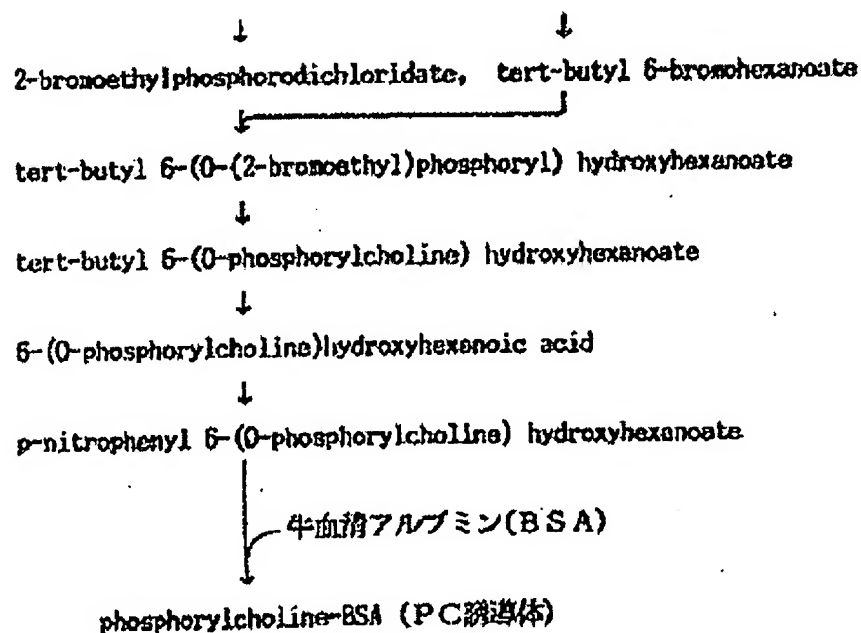 2-bromoethylphosphorodichloridate, tert-butyl 6-bromohexanoate
tert-butyl 6-(O-(2-bromoethyl)phosphoryl) hydroxyhexanoate
tert-butyl 6-(O-phosphorylcholine) hydroxyhexanoate
6-(O-phosphorylcholine)hydroxyhexanoic acid
p-nitrophenyl 6-(O-phosphorylcholine) hydroxyhexanoate
牛血清アルブミン(BSA)
phosphorylcholine-BSA (PC誘導体)